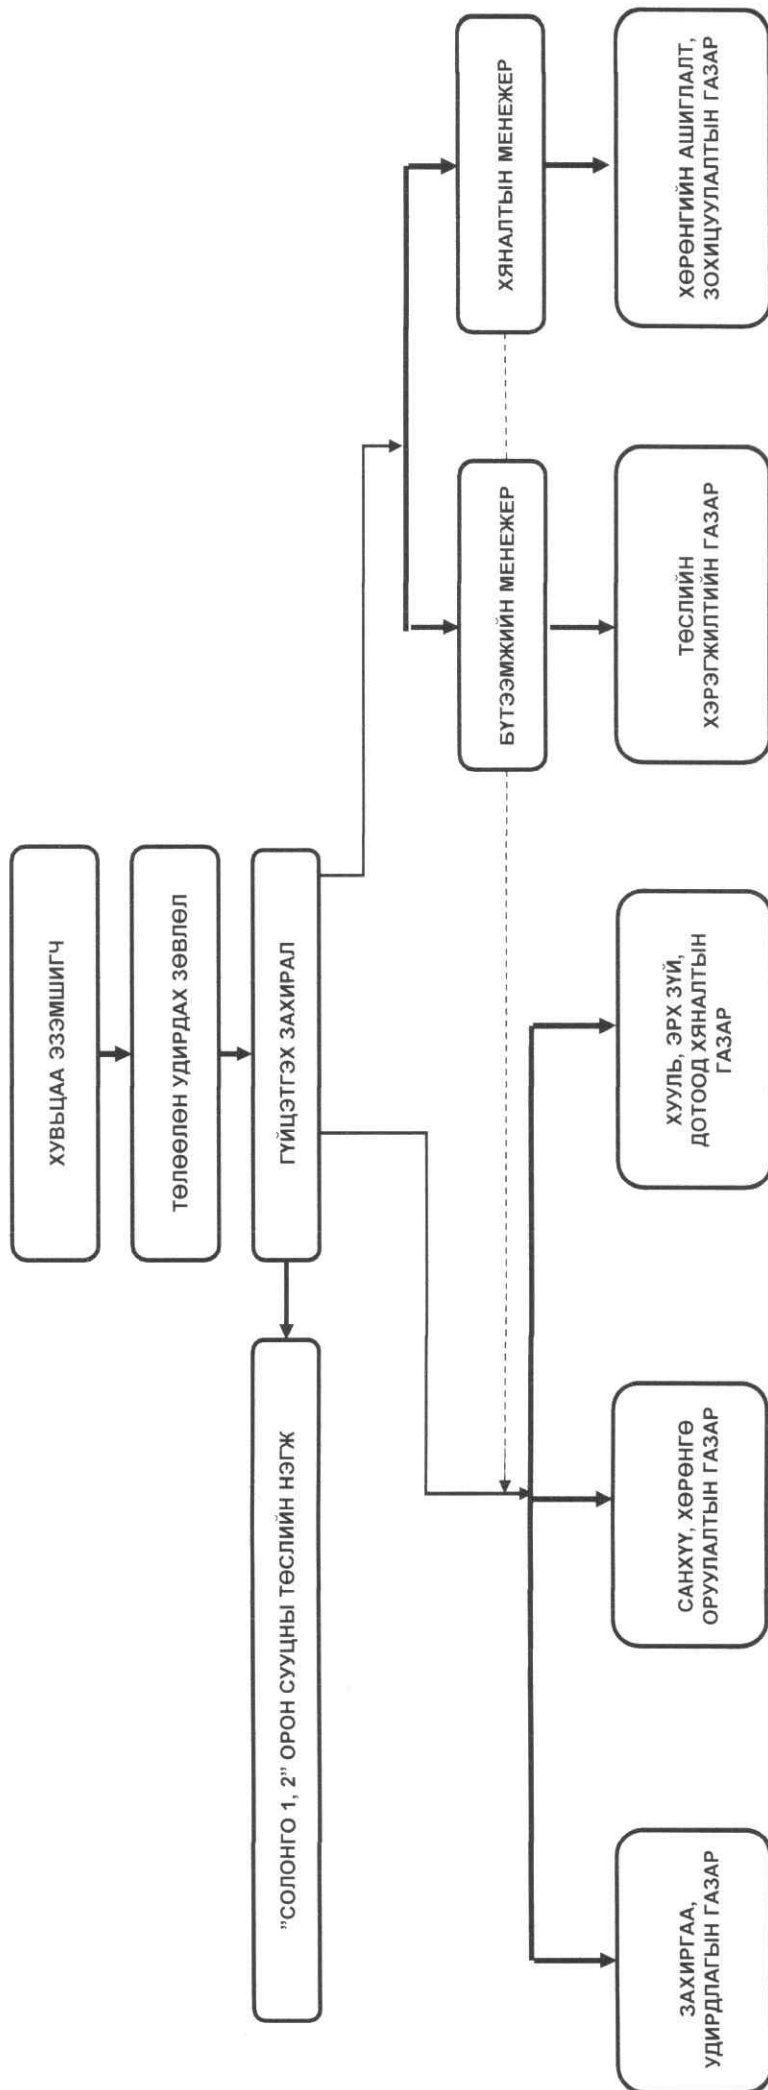 ХУВЬЦАА ЭЗЭМШИГЧ
ТӨЛӨӨЛӨН УДИРДАХ ЗӨВЛӨЛ
ГҮЙЦЭТГЭХ ЗАХИРАЛ
"СОЛОНГО 1, 2" ОРОН СУУЦНЫ ТӨСЛИЙН НЭГЖ
БҮТЭЭМЖИЙН МЕНЕЖЕР
ХЯНАЛТЫН МЕНЕЖЕР
ЗАХИРГАА,
УДИРДЛАГЫН ГАЗАР
САНХҮҮ, ХӨРӨНГӨ
ОРУУЛАЛТЫН ГАЗАР
ХУУЛЬ, ЭРХ ЗҮЙ,
ДОТООД ХЯНАЛТЫН
ГАЗАР
ТӨСЛИЙН
ХЭРЭГЖИЛТИЙН ГАЗАР
ХӨРӨНГИЙН АШИГЛАЛТ,
ЗОХИЦУУЛАЛТЫН ГАЗАР